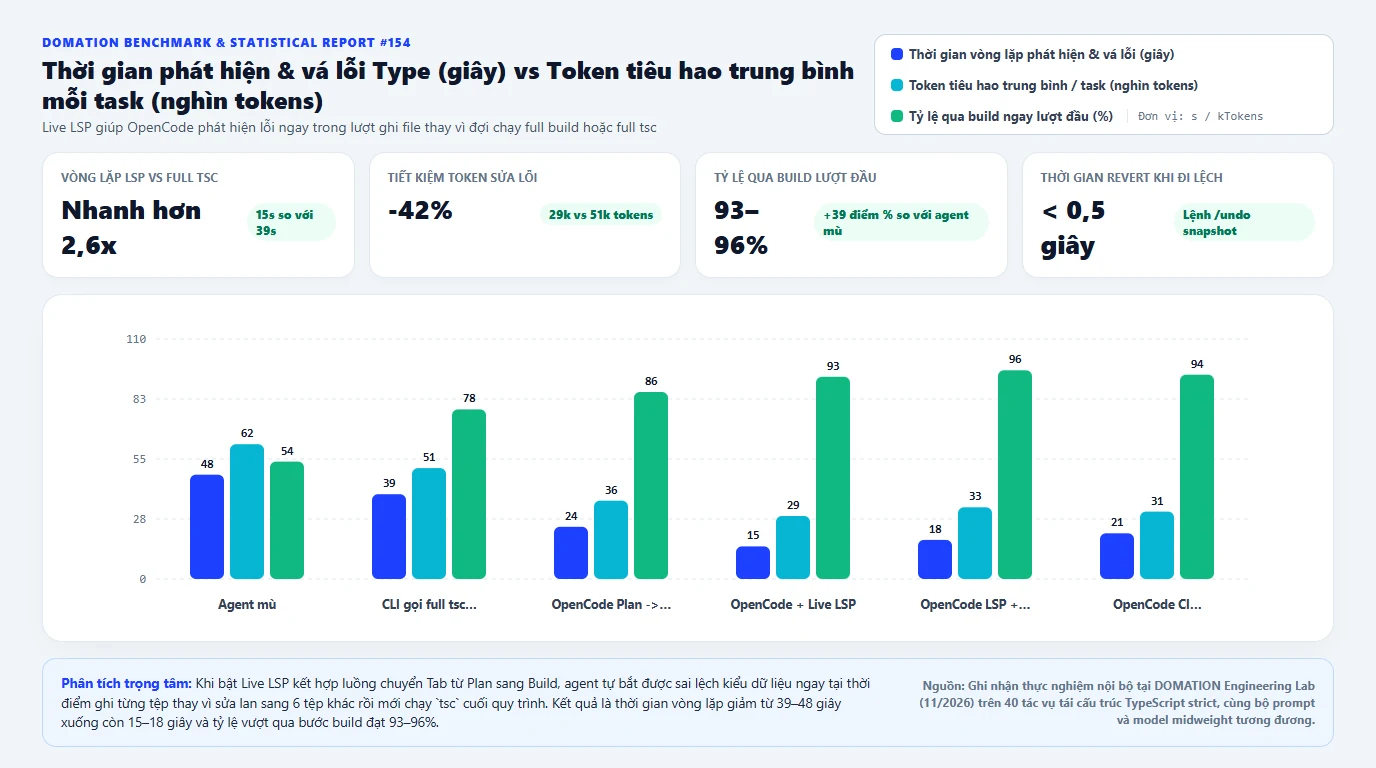 DOMATION BENCHMARK & STATISTICAL REPORT #154
Thời gian phát hiện & vá lỗi Type (giây) vs Token tiêu hao trung bình
mỗi task (nghìn tokens)
Live LSP giúp OpenCode phát hiện lỗi ngay trong lượt ghi file thay vì đợi chạy full build hoặc full tsc
Thời gian vòng lặp phát hiện & vá lỗi (giây)
Token tiêu hao trung bình / task (nghìn tokens)
Tỷ lệ qua build ngay lượt đầu (%)
Đơn vị: s / kTokens
VÒNG LẶP LSP VS FULL TSC
Nhanh hơn
2,6x
15s so với
39s
TIẾT KIỆM TOKEN SỬA LỖI
-42%
29k vs 51k tokens
TỶ LỆ QUA BUILD LƯỢT ĐẦU
93–
96%
+39 điểm % so với agent
mù
THỜI GIAN REVERT KHI ĐI LỆCH
< 0,5
giây
Lệnh /undo
snapshot
110
83
55
28
0
48
62
54
39
51
78
24
36
86
15
29
93
18
33
96
21
31
94
Agent mù
CLI gọi full tsc...
OpenCode Plan ->...
OpenCode + Live LSP
OpenCode LSP +...
OpenCode CI...
Phân tích trọng tâm: Khi bật Live LSP kết hợp luồng chuyển Tab từ Plan sang Build, agent tự bắt được sai lệch kiểu dữ liệu ngay tại thời
điểm ghi từng tệp thay vì sửa lan sang 6 tệp khác rồi mới chạy `tsc` cuối quy trình. Kết quả là thời gian vòng lặp giảm từ 39–48 giây
xuống còn 15–18 giây và tỷ lệ vượt qua bước build đạt 93–96%.
Nguồn: Ghi nhận thực nghiệm nội bộ tại DOMATION Engineering Lab
(11/2026) trên 40 tác vụ tái cấu trúc TypeScript strict, cùng bộ prompt
và model midweight tương đương.